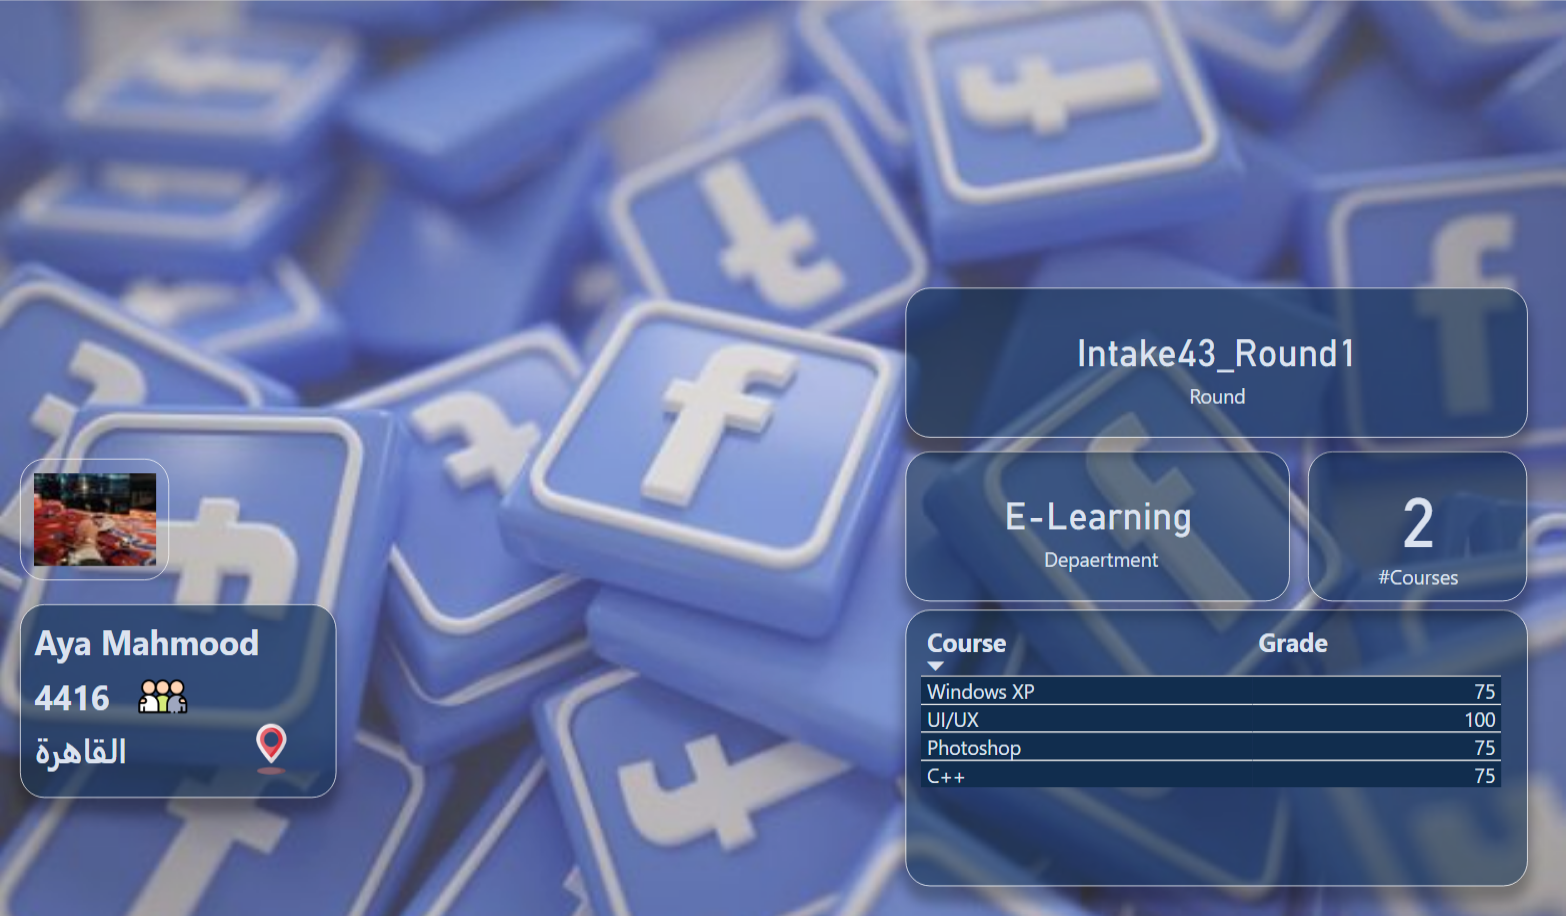 Aya Mahmood
4416
القاهرة
Intake43_Round1
Round
E-Learning
Depaertment
2
#Courses
Course Grade
Windows XP 75
UI/UX 100
Photoshop 75
C++ 75